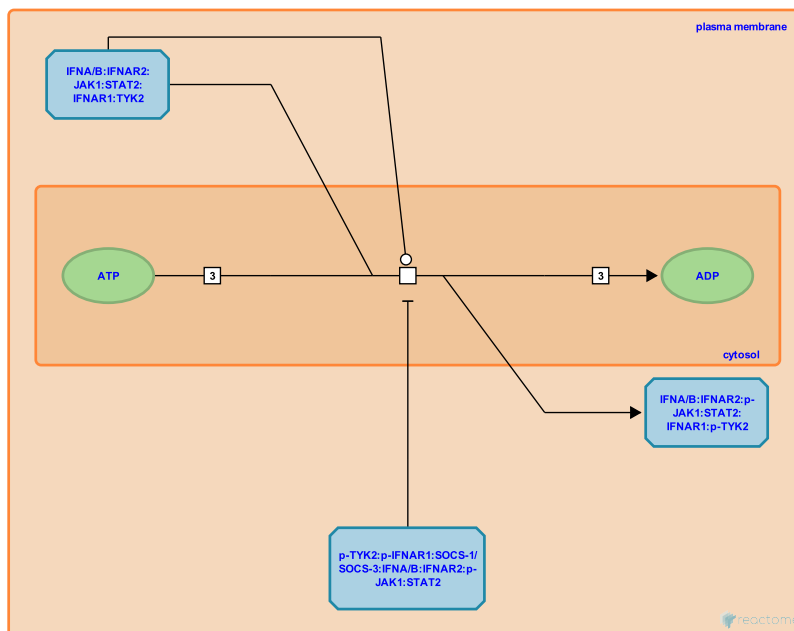 plasma membrane
IFNA/B:IFNAR2:
JAK1:STAT2:
IFNAR1:TYK2
ATP
3
3
ADP
cytosol
IFNA/B:IFNAR2:p-
JAK1:STAT2:
IFNAR1:p-TYK2
p-TYK2:p-IFNAR1:SOCS-1/
SOCS-3:IFNA/B:IFNAR2:p-
JAK1:STAT2
reactome